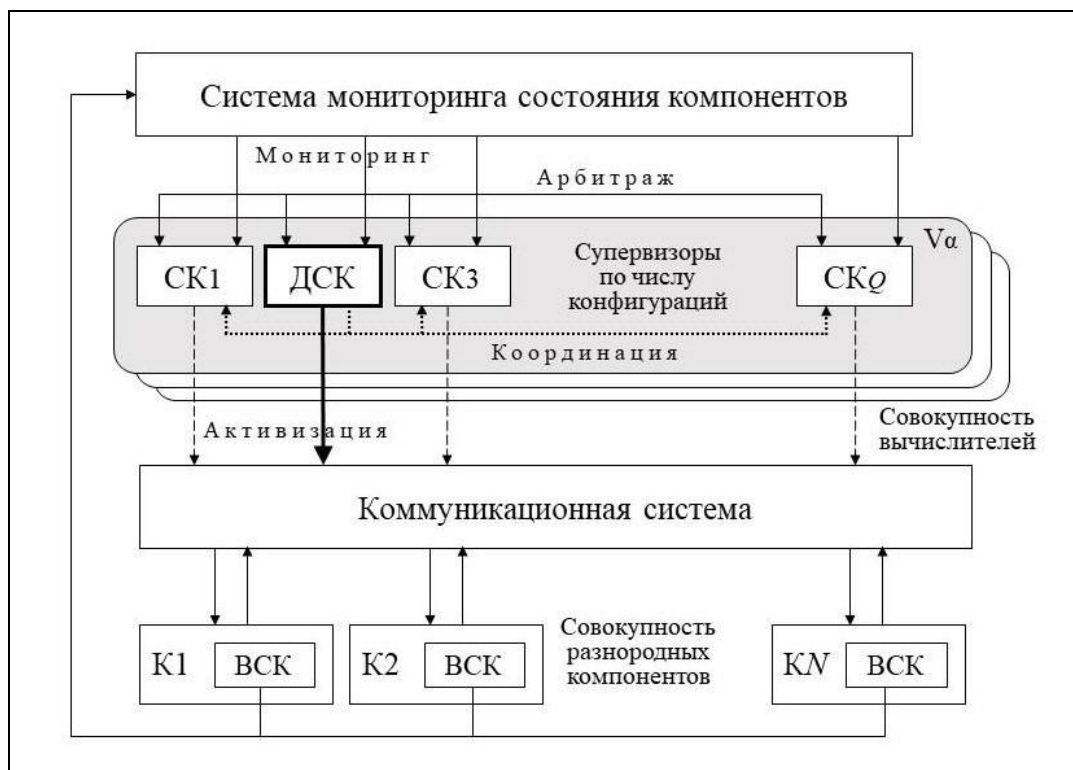 Система мониторинга состояния компонентов
Мониторинг
Арбитраж
Vα
СК1
ДСК
СК3
Супервизоры
по числу
конфигураций
СКQ
Координация
Активизация
Совокупность
вычислителей
Коммуникационная система
К1
ВСК
К2
ВСК
Совокупность
разнородных
компонентов
КN
ВСК